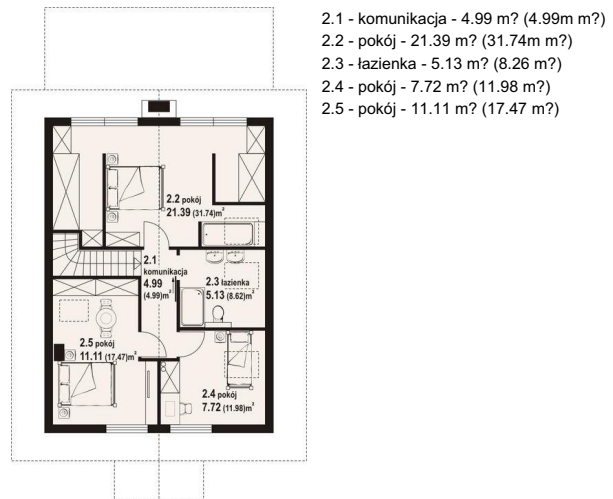 2.1 - komunikacja - 4.99 m? (4.99m m?)
2.2 - pokój - 21.39 m? (31.74m m?)
2.3 - łazienka - 5.13 m? (8.26 m?)
2.4 - pokój - 7.72 m? (11.98 m?)
2.5 - pokój - 11.11 m? (17.47 m?)
2.2 pokój
21.39 (31.74)m²
2.1
komunikacja
4.99
(4.99)m²
2.3 łazienka
5.13 (8.62)m²
2.5 pokój
11.11 (17.47)m²
2.4 pokój
7.72 (11.98)m²